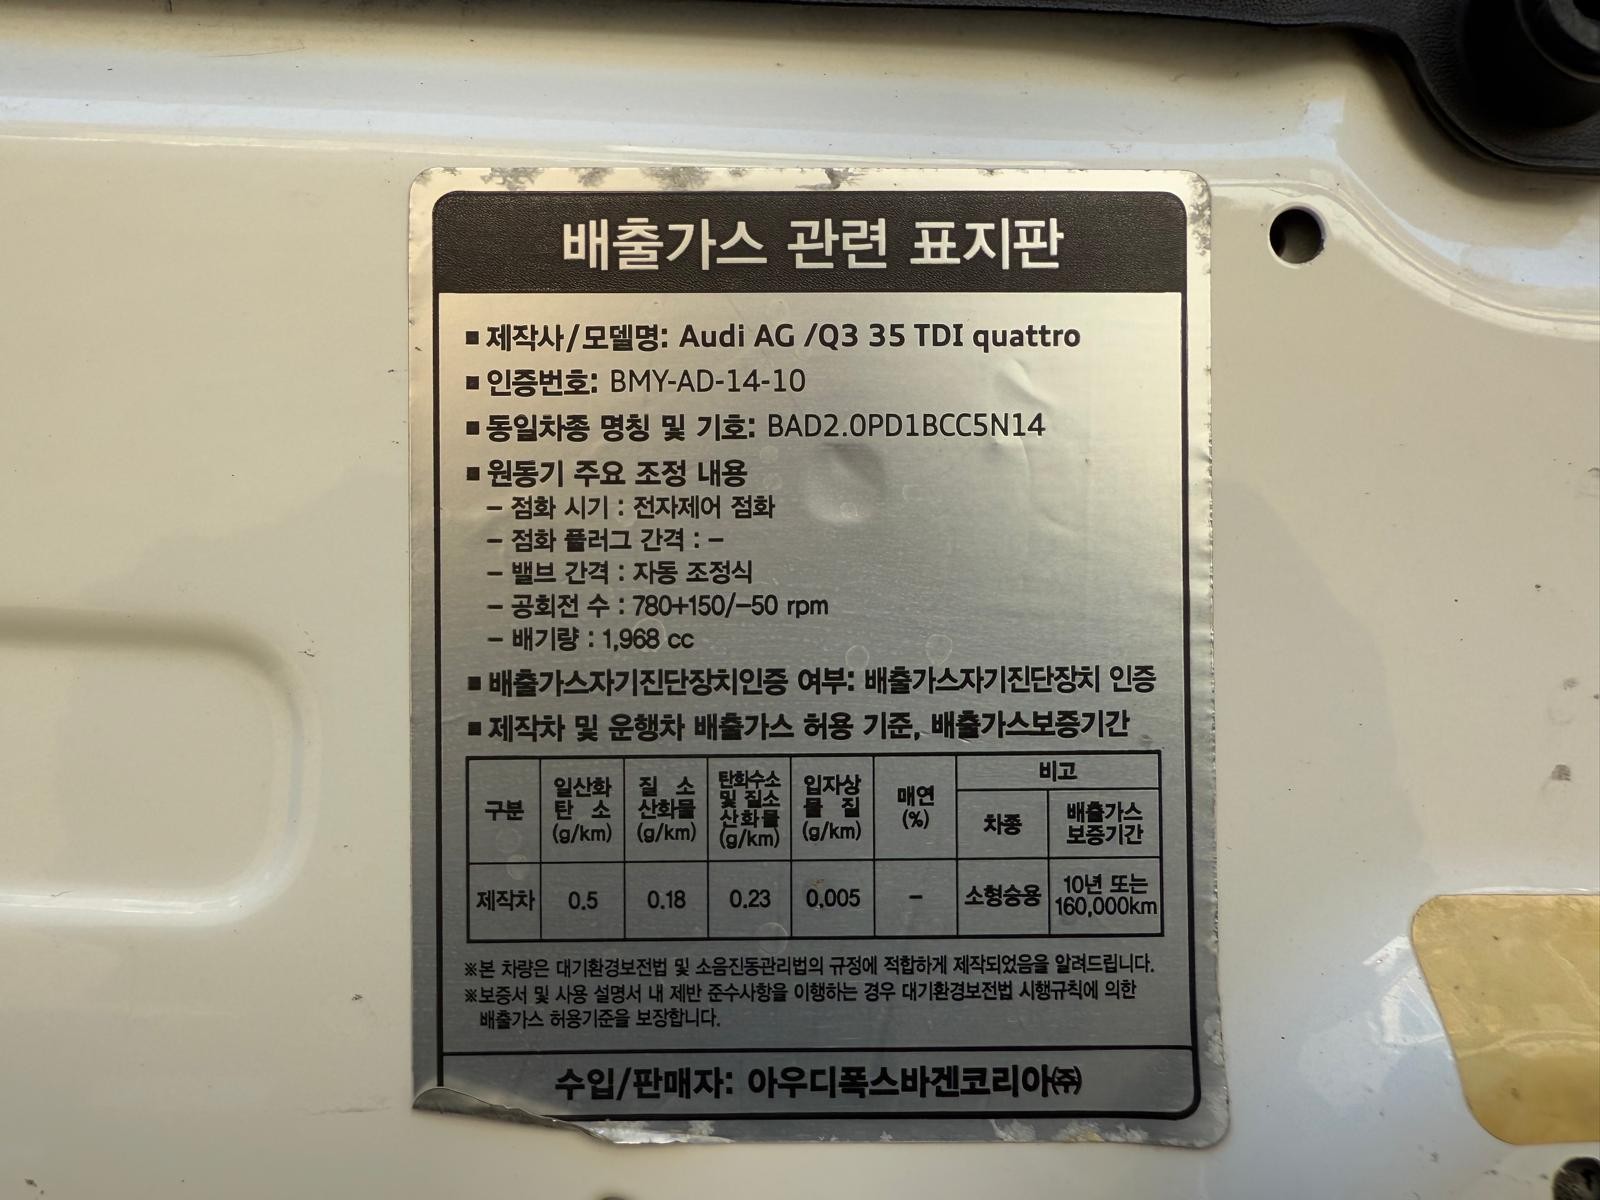 배출가스 관련 표지판
■ 제작사/모델명: Audi AG /Q3 35 TDI quattro
■ 인증번호: BMY-AD-14-10
■ 동일차종 명칭 및 기호: BAD2.0PD1BCC5N14
■ 원동기 주요 조정 내용
– 점화 시기 : 전자제어 점화
– 점화 플러그 간격 : –
– 밸브 간격 : 자동 조정식
– 공회전 수 : 780+150/–50 rpm
– 배기량 : 1,968 cc
■ 배출가스자기진단장치인증 여부: 배출가스자기진단장치 인증
■ 제작차 및 운행차 배출가스 허용 기준, 배출가스보증기간
구분
일산화
탄 소
(g/km)
질 소
산화물
(g/km)
탄화수소
및 질소
산화물
(g/km)
입자상
물 질
(g/km)
매연
(%)
비고
차종
배출가스
보증기간
제작차 0.5 0.18 0.23 0.005 – 소형승용
10년 또는
160,000km
※본 차량은 대기환경보전법 및 소음진동관리법의 규정에 적합하게 제작되었음을 알려드립니다.
※보증서 및 사용 설명서 내 제반 준수사항을 이행하는 경우 대기환경보전법 시행규칙에 의한
배출가스 허용기준을 보장합니다.
수입/판매자: 아우디폭스바겐코리아㈜